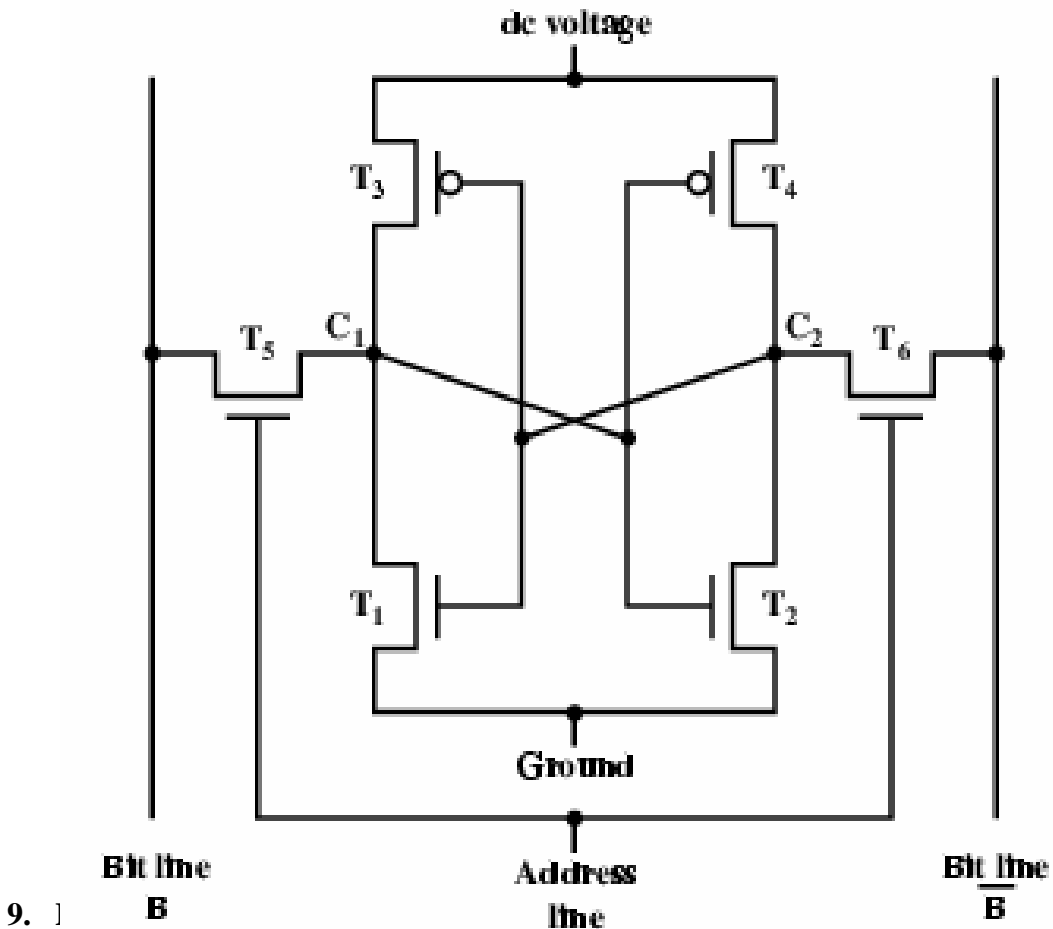 dc voltage
T3
T4
T5
C1
C2
T6
T1
T2
Ground
Bit line
B
Address
line
Bit line
B
9.